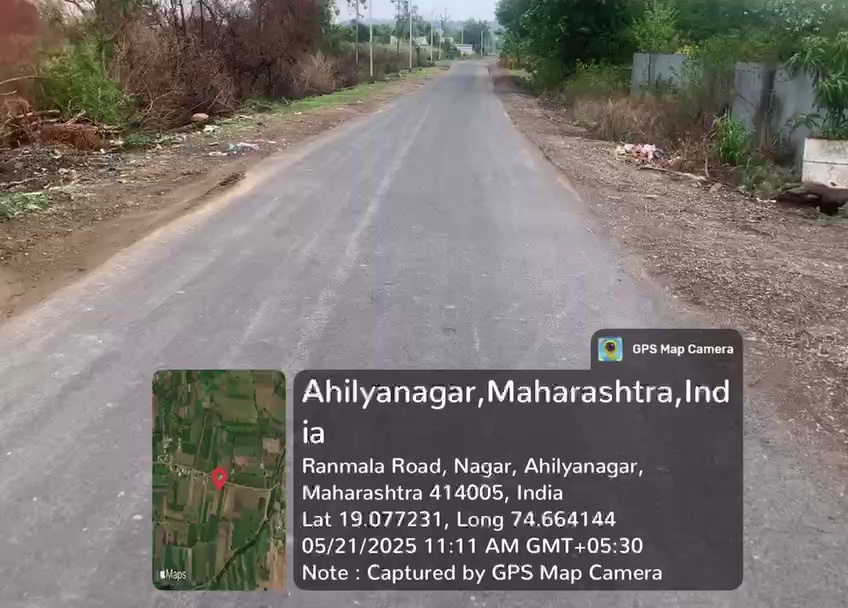 GPS Map Camera
Ahilyanagar,Maharashtra,Ind
ia
Ranmala Road, Nagar, Ahilyanagar,
Maharashtra 414005, India
Lat 19.077231, Long 74.664144
05/21/2025 11:11 AM GMT+05:30
Note : Captured by GPS Map Camera
Maps